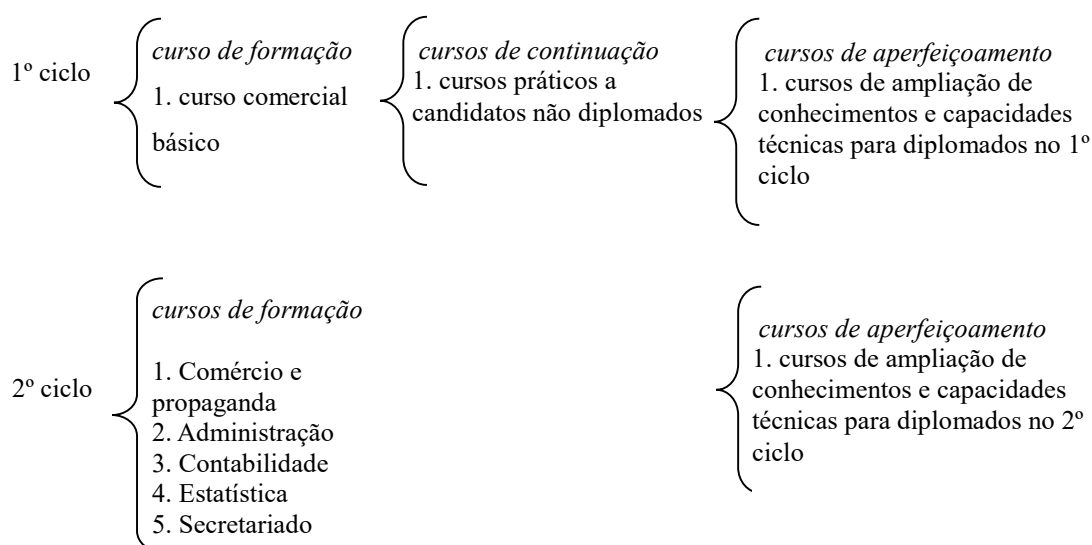 1º ciclo
curso de formação
1. curso comercial
básico
cursos de continuação
1. cursos práticos a
candidatos não diplomados
cursos de aperfeiçoamento
1. cursos de ampliação de
conhecimentos e capacidades
técnicas para diplomados no 1º
ciclo
2º ciclo
cursos de formação
1. Comércio e
propaganda
2. Administração
3. Contabilidade
4. Estatística
5. Secretariado
cursos de aperfeiçoamento
1. cursos de ampliação de
conhecimentos e capacidades
técnicas para diplomados no 2º
ciclo